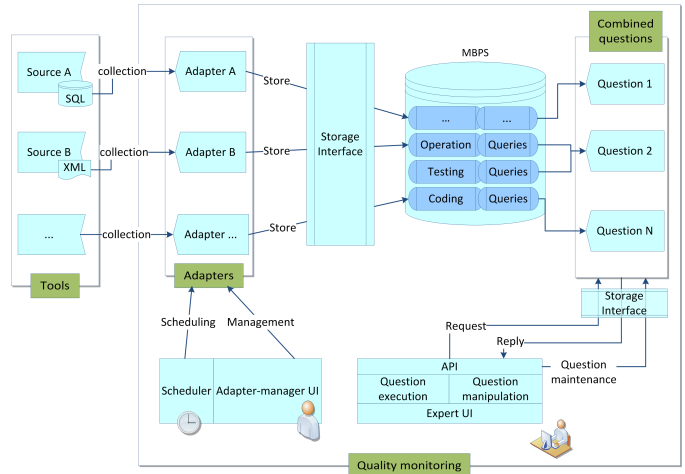 Combined
questions
MBPS
Source A
SQL
collection
Adapter A
Store
Question 1
...
...
Storage
Interface
Source B
XML
collection
Adapter B
Store
Operation
Queries
Question 2
Testing
Queries
Coding
Queries
...
collection
Adapter ...
Store
Question N
Tools
Adapters
Storage
Interface
Scheduling
Management
Request
Reply
API
Question
maintenance
Scheduler
Adapter-manager UI
Question
execution
Question
manipulation
Expert UI
Quality monitoring